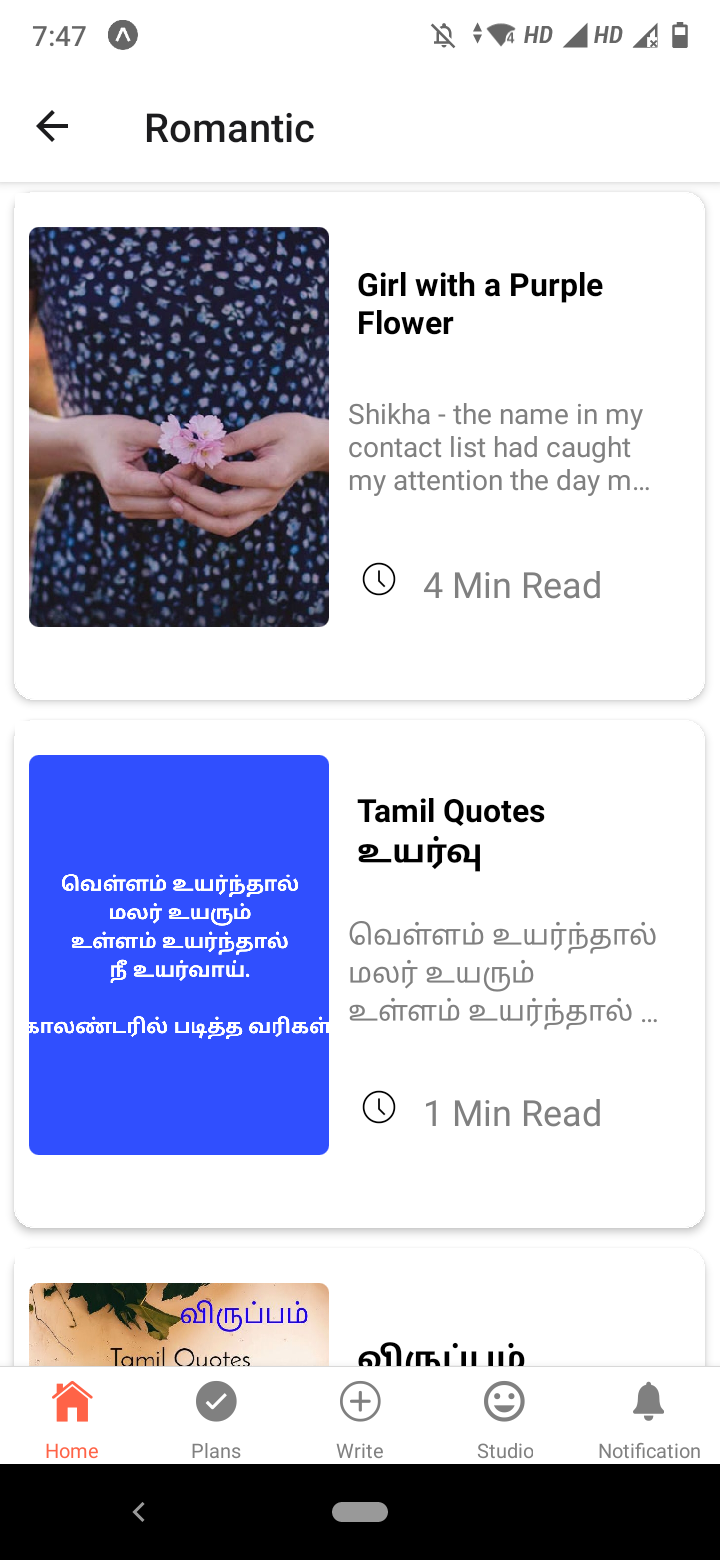 7:47
4 HD HD
Romantic
Girl with a Purple
Flower
Shikha - the name in my
contact list had caught
my attention the day m…
4 Min Read
வெள்ளம் உயர்ந்தால்
மலர் உயரும்
உள்ளம் உயர்ந்தால்
நீ உயர்வாய்.
காலண்டரில் படித்த வரிகள்
Tamil Quotes
உயர்வு
வெள்ளம் உயர்ந்தால்
மலர் உயரும்
உள்ளம் உயர்ந்தால் …
1 Min Read
விருப்பம்
Tamil Quotes
விருப்பம்
Home
Plans
Write
Studio
Notification